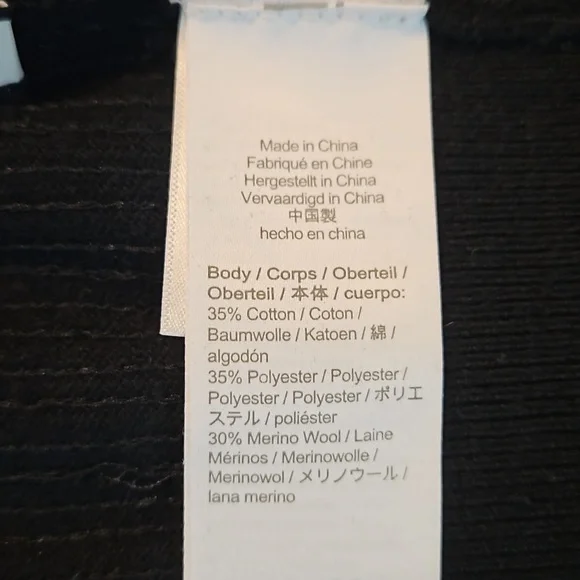 Made in China
Fabriqué en Chine
Hergestellt in China
Vervaardigd in China
中国製
hecho en china
Body / Corps / Oberteil /
Oberteil / 本体 / cuerpo:
35% Cotton / Coton /
Baumwolle / Katoen / 綿 /
algodón
35% Polyester / Polyester /
Polyester / Polyester / ポリエ
ステル / poliéster
30% Merino Wool / Laine
Mérinos / Merinowolle /
Merinowol / メリノウール /
lana merino